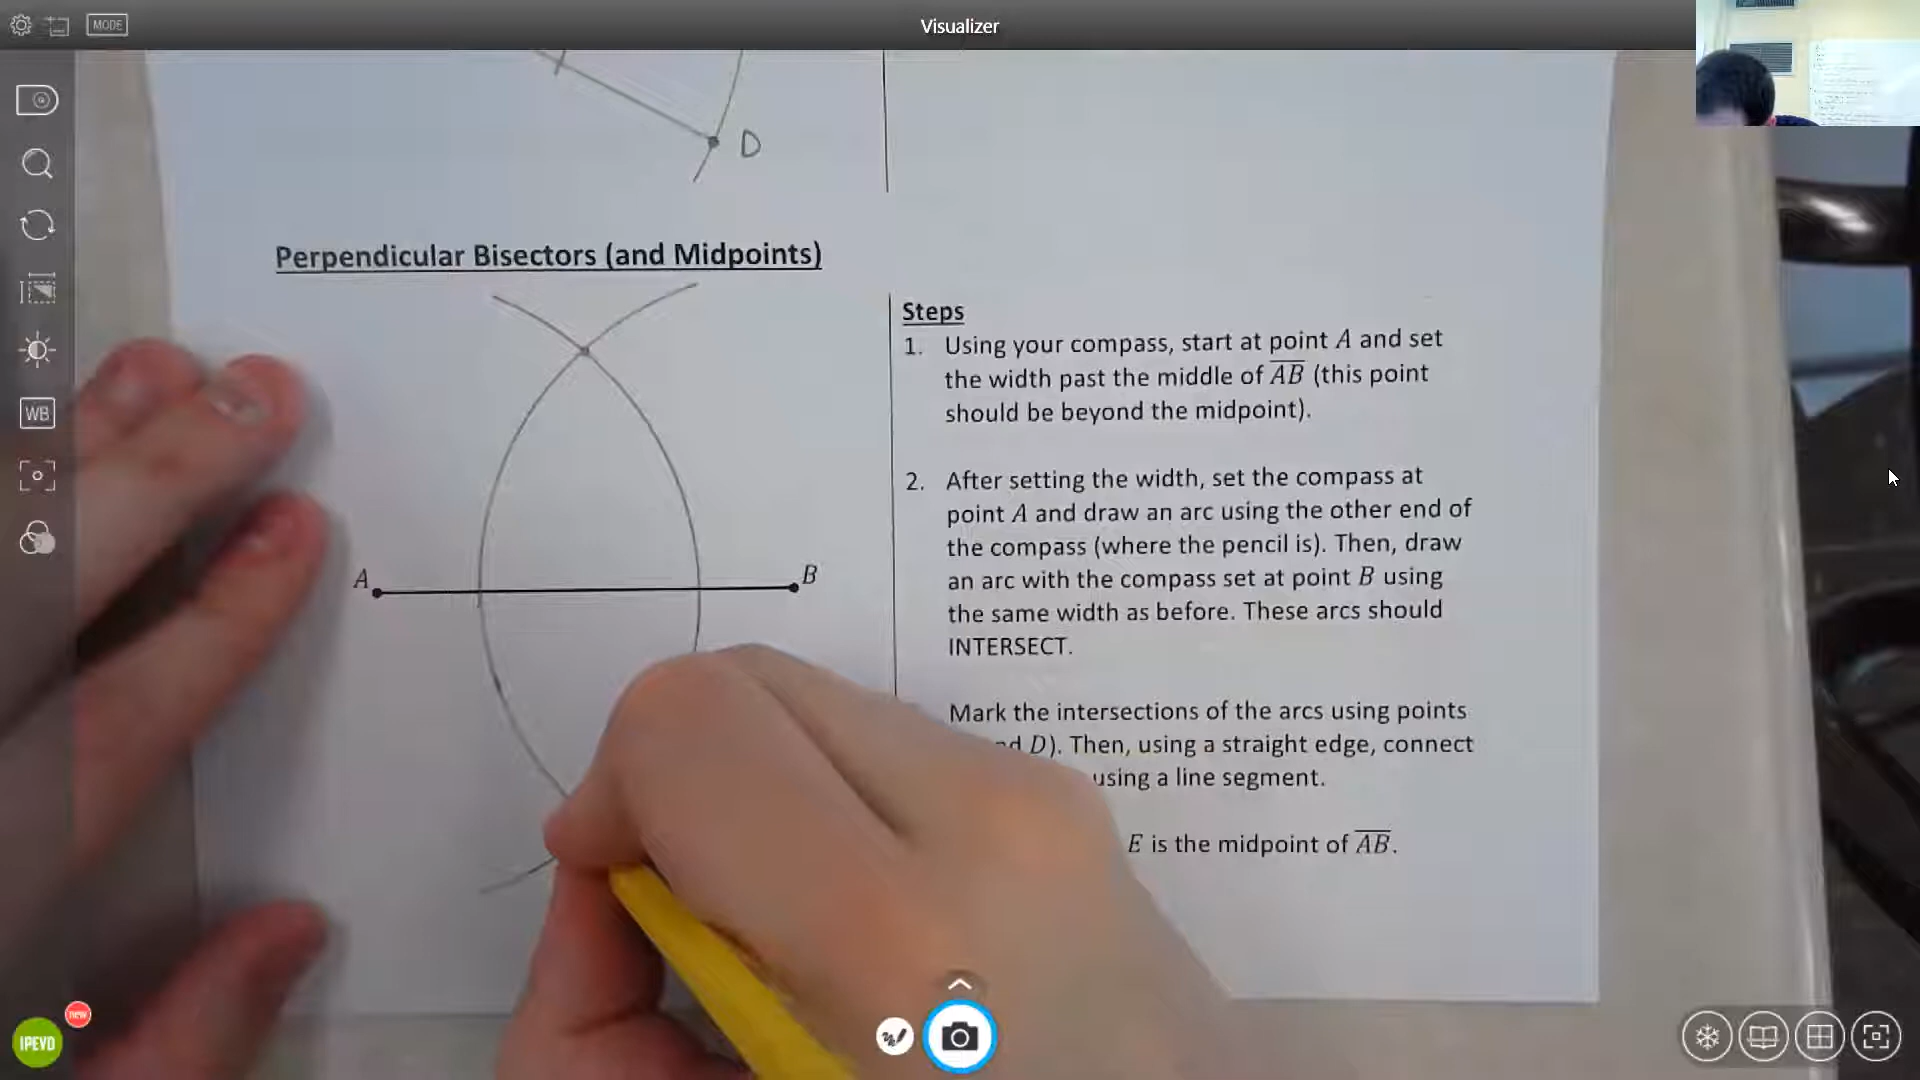 MODE
Visualizer
D
Perpendicular Bisectors (and Midpoints)
A
B
Steps
1. Using your compass, start at point A and set
the width past the middle of AB (this point
should be beyond the midpoint).
2. After setting the width, set the compass at
point A and draw an arc using the other end of
the compass (where the pencil is). Then, draw
an arc with the compass set at point B using
the same width as before. These arcs should
INTERSECT.
Mark the intersections of the arcs using points
D). Then, using a straight edge, connect
using a line segment.
E is the midpoint of AB.
WB
new
IPEVO